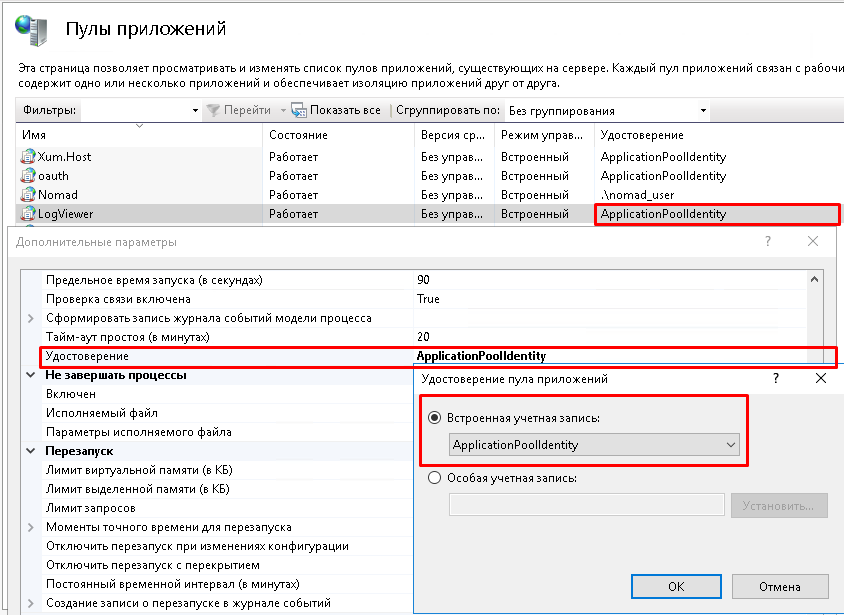 Пулы приложений
Эта страница позволяет просматривать и изменять список пулов приложений, существующих на сервере. Каждый пул приложений связан с рабочи
содержит одно или несколько приложений и обеспечивает изоляцию приложений друг от друга.
Фильтры: Перейти Показать все Сгруппировать по: Без группирования
Имя Состояние Версия ср... Режим управ... Удостоверение
Xum.Host Работает Без управ... Встроенный ApplicationPoolIdentity
oauth Работает Без управ... Встроенный ApplicationPoolIdentity
Nomad Работает Без управ... Встроенный .\nomad_user
LogViewer Работает Без управ... Встроенный ApplicationPoolIdentity
Дополнительные параметры ?
Предельное время запуска (в секундах) 90
Проверка связи включена True
Сформировать запись журнала событий модели процесса
Тайм-аут простоя (в минутах) 20
Удостоверение ApplicationPoolIdentity
Не завершать процессы
Включен
Исполняемый файл
Параметры исполняемого файла
Перезапуск
Лимит виртуальной памяти (в КБ)
Лимит выделенной памяти (в КБ)
Лимит запросов
Моменты точного времени для перезапуска
Отключить перезапуск при изменениях конфигурации
Отключить перезапуск с перекрытием
Постоянный временной интервал (в минутах)
Создание записи о перезапуске в журнале событий
Удостоверение пула приложений ?
Встроенная учетная запись:
ApplicationPoolIdentity
Особая учетная запись:
Установить...
OK Отмена